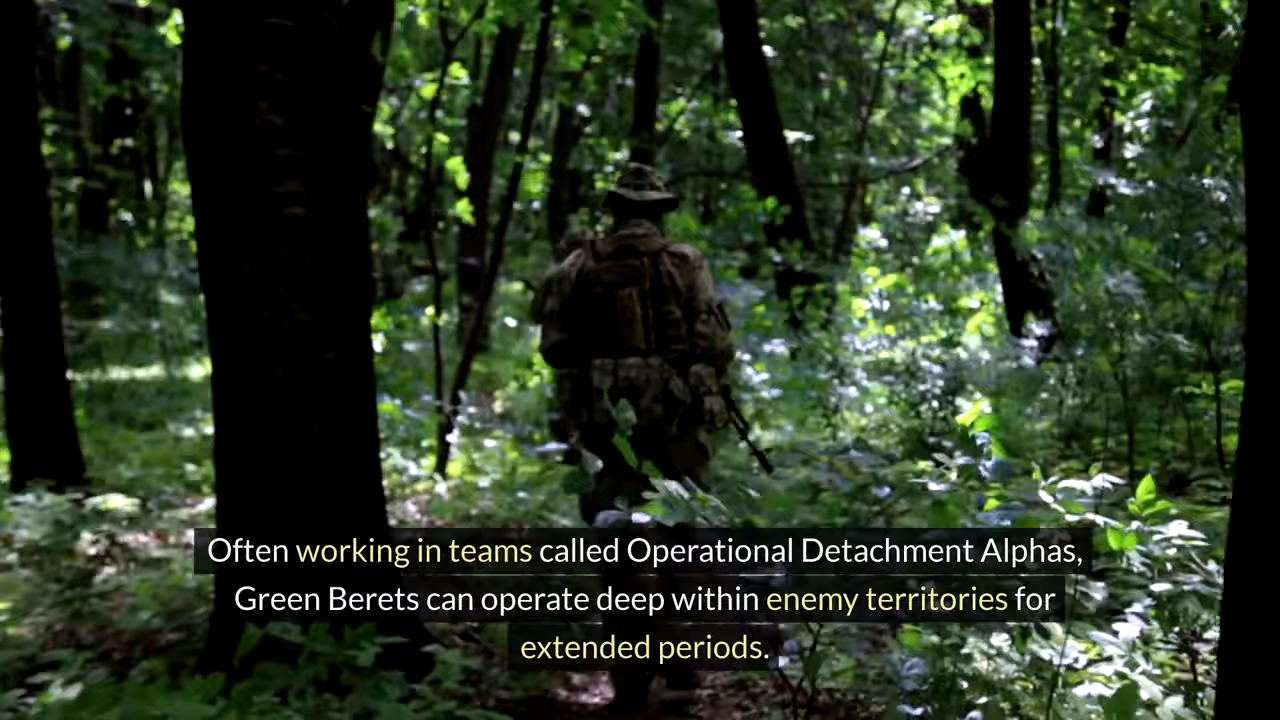 Often working in teams called Operational Detachment Alphas,
Green Berets can operate deep within enemy territories for
extended periods.